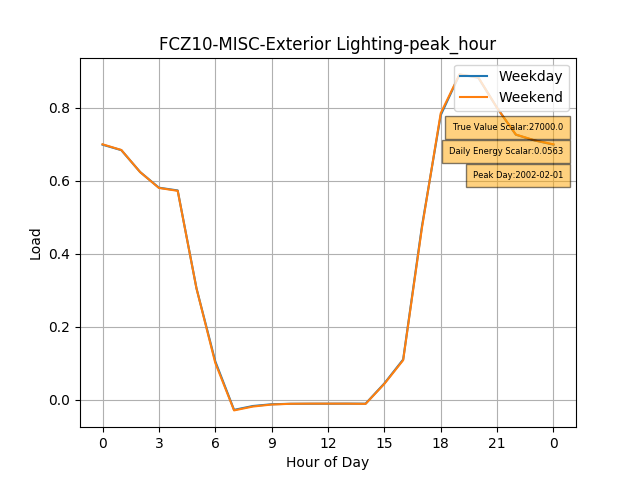 FCZ10-MISC-Exterior Lighting-peak_hour
Weekday
Weekend
True Value Scalar:27000.0
Daily Energy Scalar:0.0563
Peak Day:2002-02-01
0.8
0.6
0.4
0.2
0.0
Load
0 3 6 9 12 15 18 21 0
Hour of Day